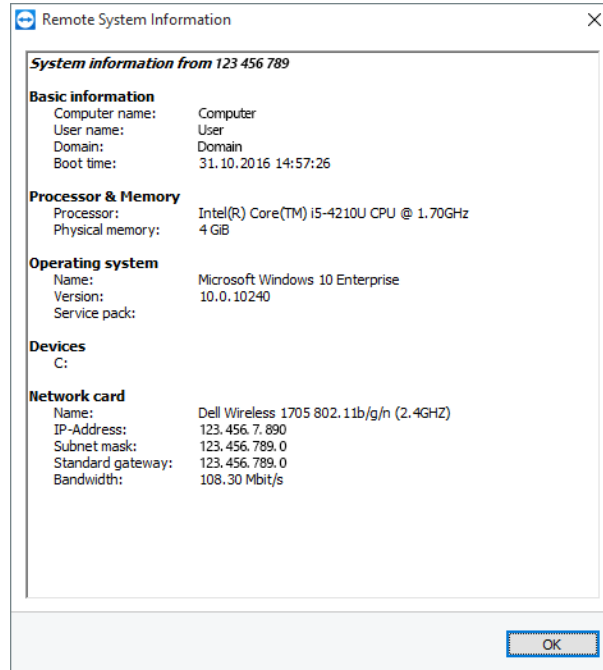 Remote System Information
System information from 123 456 789
Basic information
Computer name: Computer
User name: User
Domain: Domain
Boot time: 31.10.2016 14:57:26
Processor & Memory
Processor: Intel(R) Core(TM) i5-4210U CPU @ 1.70GHz
Physical memory: 4 GiB
Operating system
Name: Microsoft Windows 10 Enterprise
Version: 10.0.10240
Service pack:
Devices
C:
Network card
Name: Dell Wireless 1705 802.11b/g/n (2.4GHZ)
IP-Address: 123.456.7.890
Subnet mask: 123.456.789.0
Standard gateway: 123.456.789.0
Bandwidth: 108.30 Mbit/s
OK